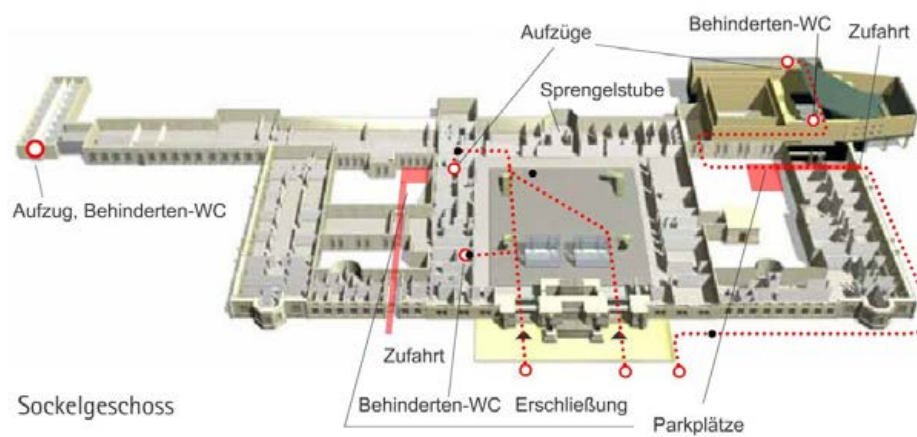 Aufzüge
Behinderten-WC
Zufahrt
Sprengelstube
Aufzug, Behinderten-WC
Zufahrt
Sockelgeschoss
Behinderten-WC
Erschließung
Parkplätze